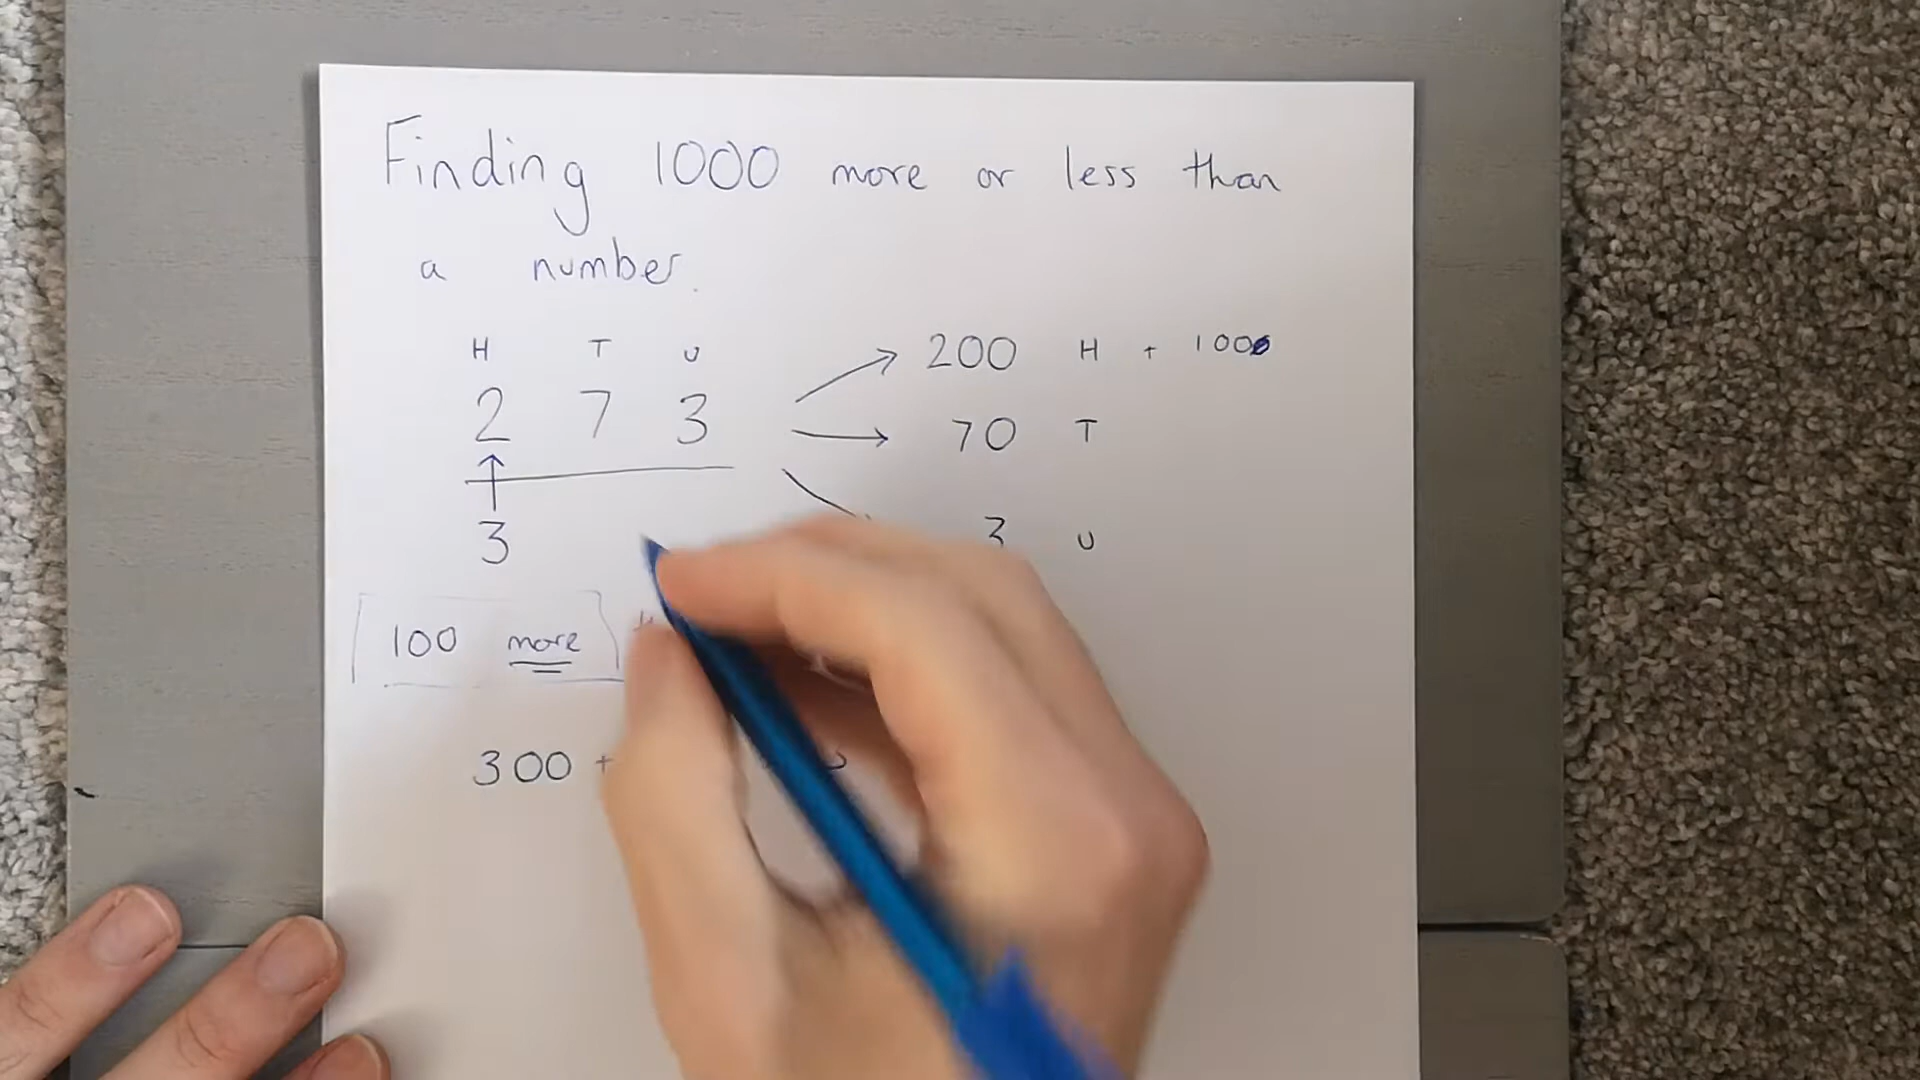 Finding 1000 more or less than
a number.
H T U
2 7 3
3
200 H + 100
70 T
3 U
100 more
300 +